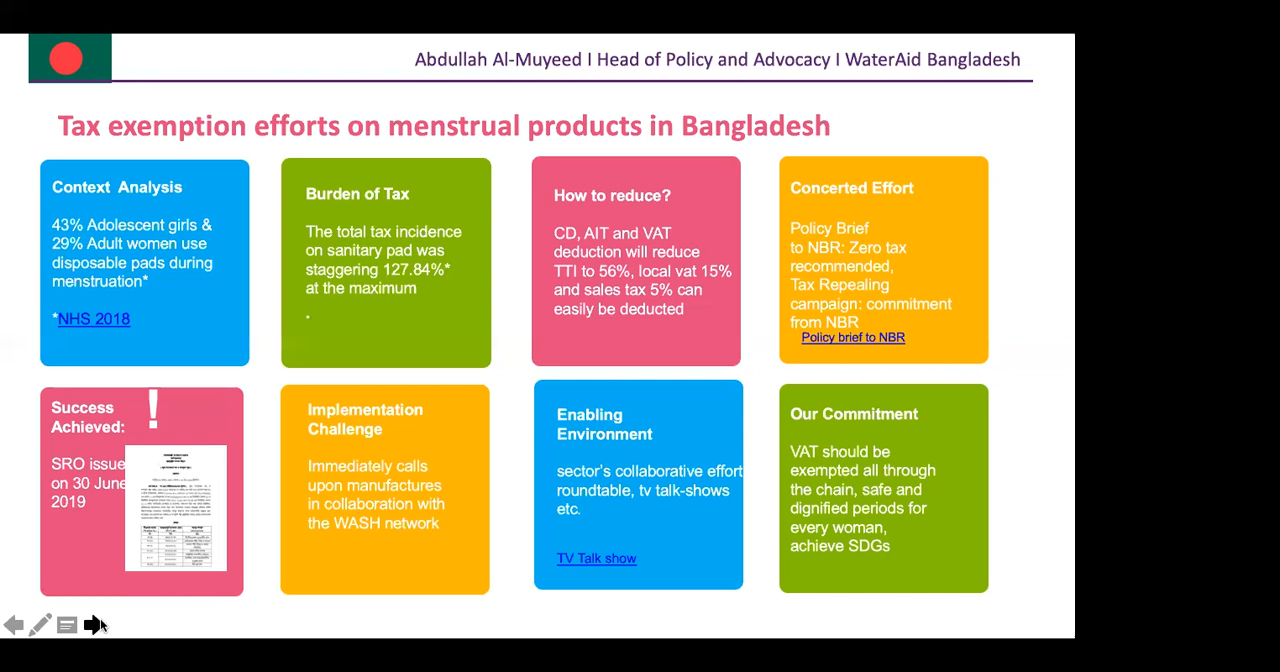 Abdullah Al-Muyeed I Head of Policy and Advocacy I WaterAid Bangladesh
Tax exemption efforts on menstrual products in Bangladesh
Context Analysis
43% Adolescent girls &
29% Adult women use
disposable pads during
menstruation*
*NHS 2018
Burden of Tax
The total tax incidence
on sanitary pad was
staggering 127.84%*
at the maximum
.
How to reduce?
CD, AIT and VAT
deduction will reduce
TTI to 56%, local vat 15%
and sales tax 5% can
easily be deducted
Concerted Effort
Policy Brief
to NBR: Zero tax
recommended,
Tax Repealing
campaign: commitment
from NBR
Policy brief to NBR
Success
Achieved:
!
SRO issue
on 30 June
2019
Implementation
Challenge
Immediately calls
upon manufactures
in collaboration with
the WASH network
Enabling
Environment
sector's collaborative effort
roundtable, tv talk-shows
etc.
TV Talk show
Our Commitment
VAT should be
exempted all through
the chain, safe and
dignified periods for
every woman,
achieve SDGs